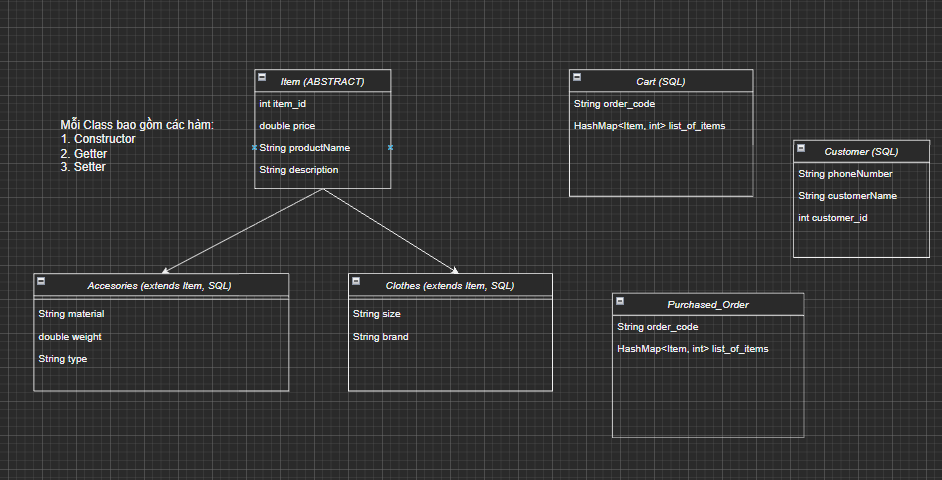 Mỗi Class bao gồm các hàm:
1. Constructor
2. Getter
3. Setter
Item (ABSTRACT)
int item_id
double price
String productName
String description
Accesories (extends Item, SQL)
String material
double weight
String type
Clothes (extends Item, SQL)
String size
String brand
Cart (SQL)
String order_code
HashMap<Item, int> list_of_items
Customer (SQL)
String phoneNumber
String customerName
int customer_id
Purchased_Order
String order_code
HashMap<Item, int> list_of_items